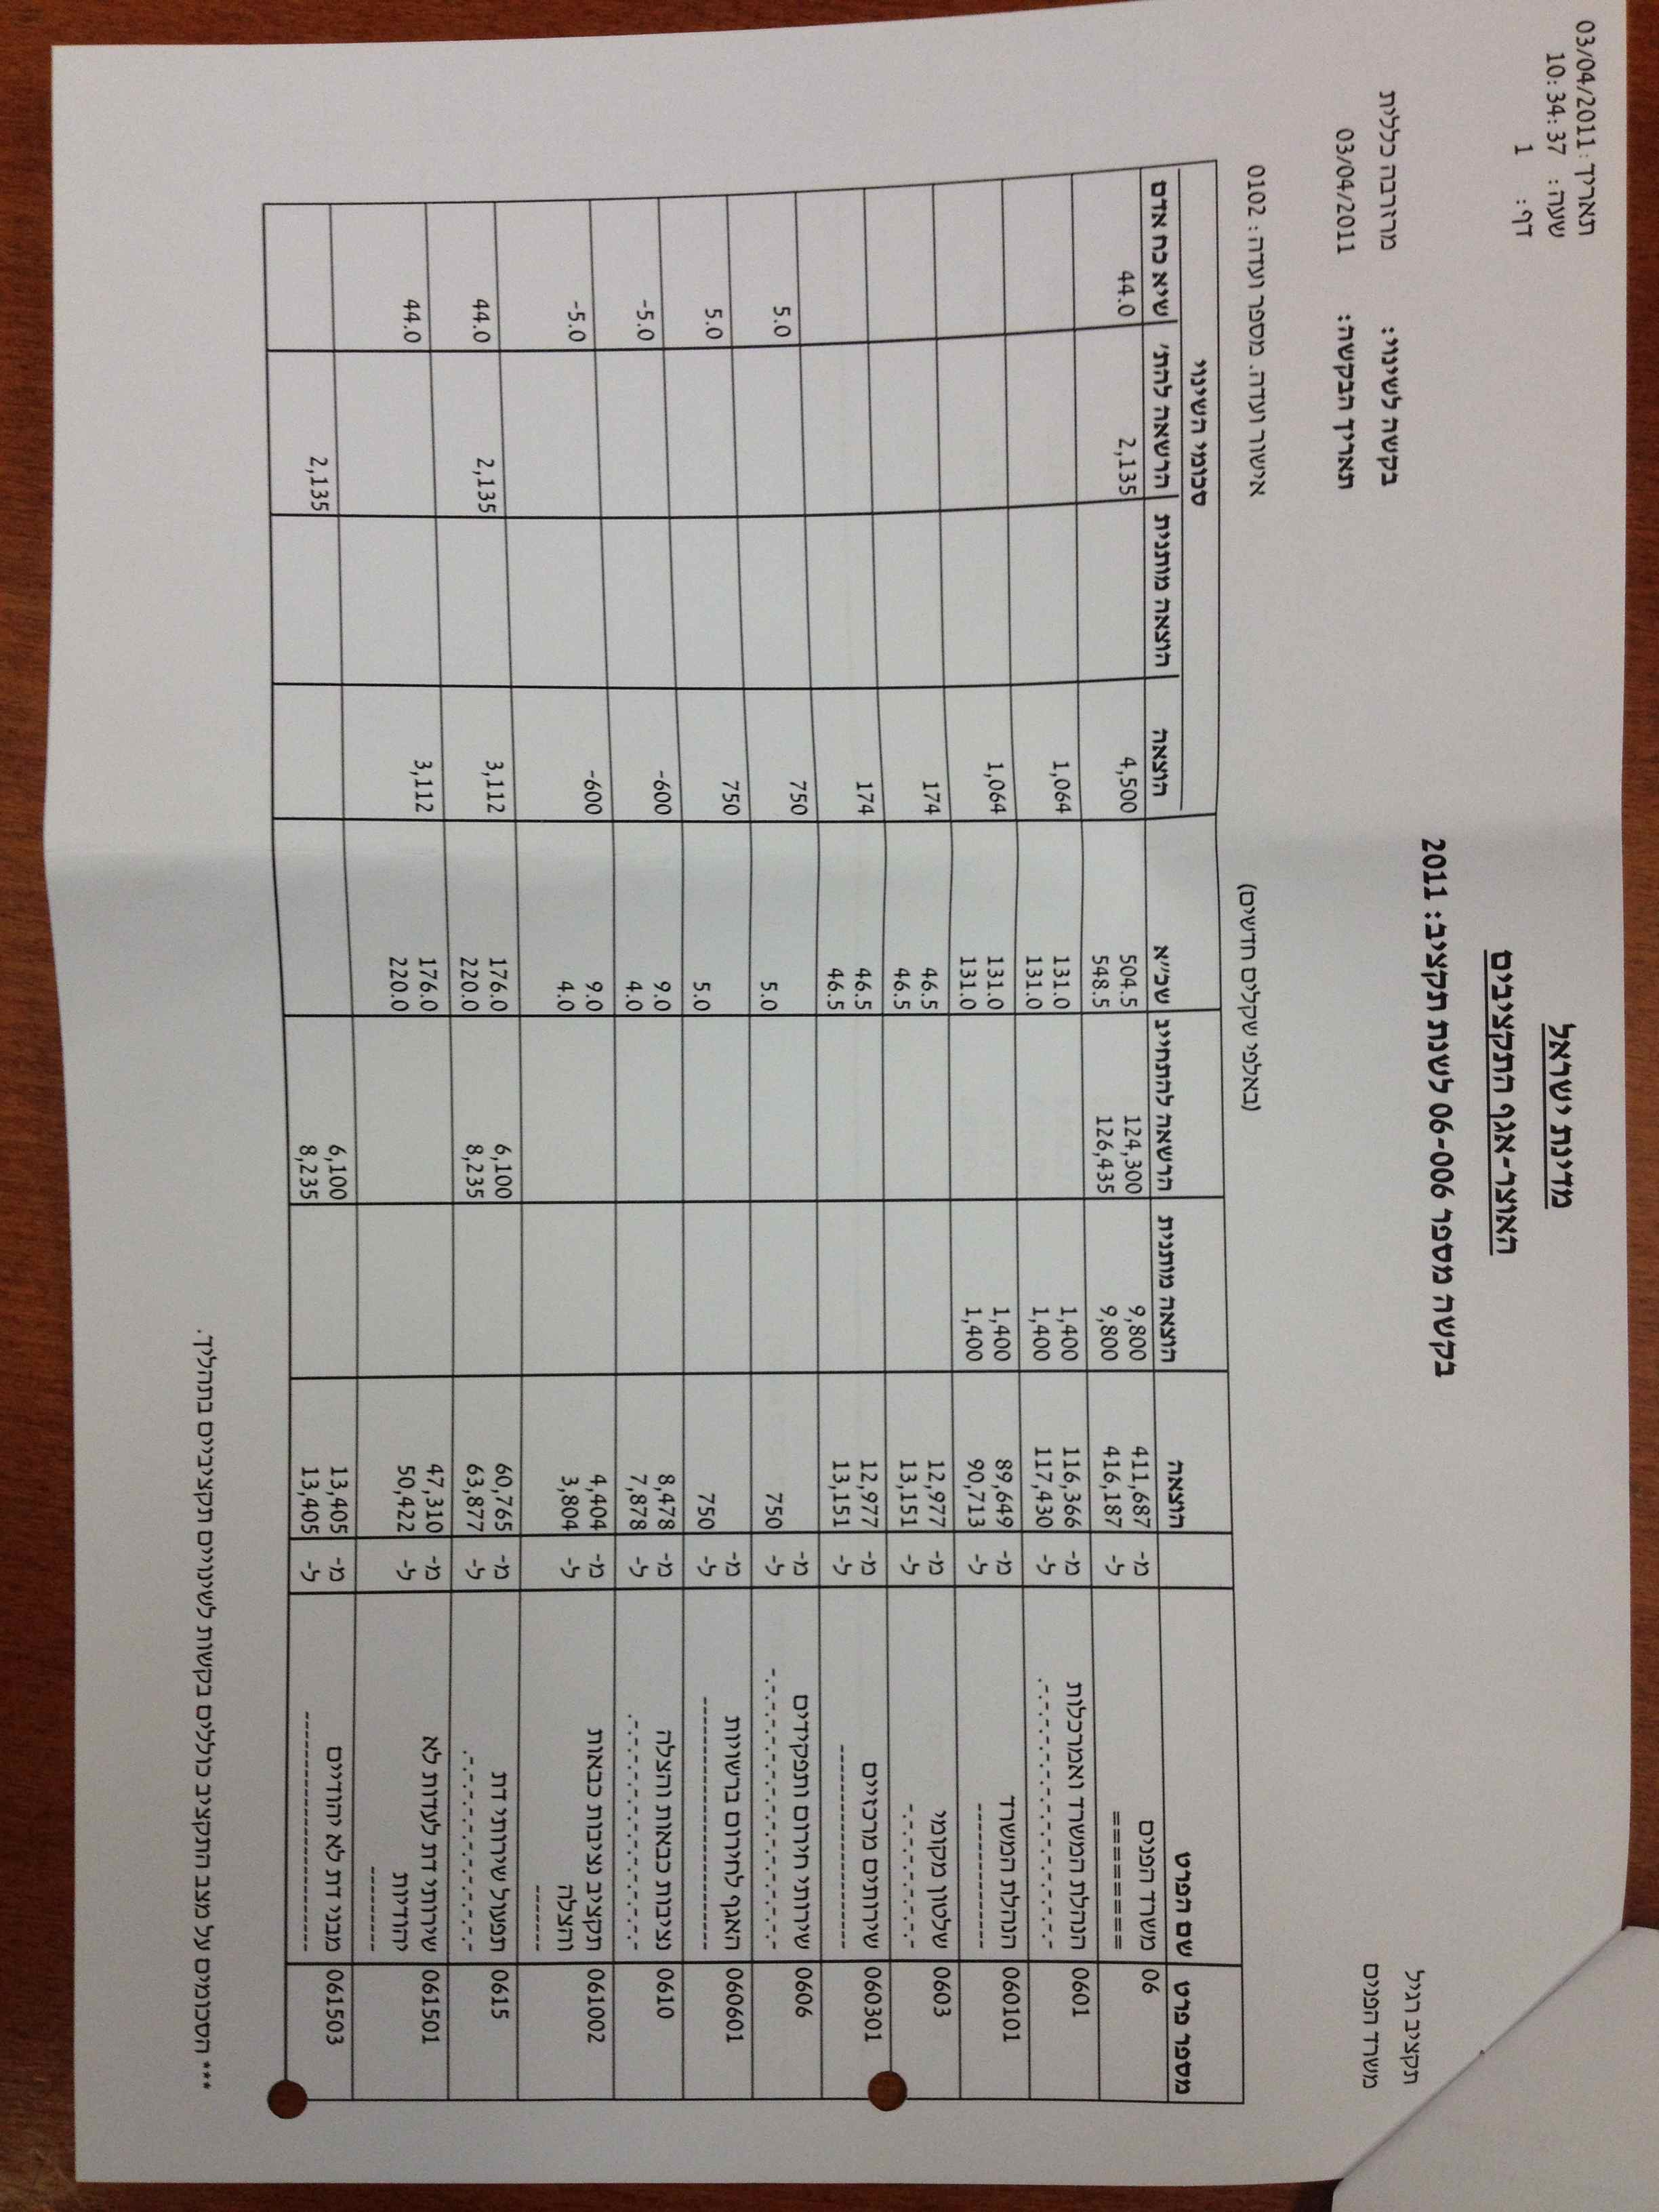 תאריך: 03/04/2011
שעה: 10:34:37
דף: 1
מדינת ישראל
האוצר-אגף התקציבים
בקשה מספר 06-006 לשנת תקציב: 2011
תקציב רגיל
משרד הפנים
בקשה לשינוי: מרזרבה כללית
תאריך הבקשה: 03/04/2011
(באלפי שקלים חדשים)
אישור ועדה. מספר ועדה: 0102
סכומי השינוי
מספר פרט שם הפרט הוצאה הוצאה מותנית הרשאה להתחייב שכ"א הוצאה הוצאה מותנית הרשאה להת' שיא כח אדם
06 משרד הפנים מ- 411,687 9,800 124,300 504.5 4,500 2,135 44.0
======= ל- 416,187 9,800 126,435 548.5
0601 הנהלת המשרד ואמרכלות מ- 116,366 1,400 131.0 1,064
-.-.-.-.-.-.-.-.-.-.- ל- 117,430 1,400 131.0
060101 הנהלת המשרד מ- 89,649 1,400 131.0 1,064
------------ ל- 90,713 1,400 131.0
0603 שלטון מקומי מ- 12,977 46.5 174
-.-.-.-.-.- ל- 13,151 46.5
060301 שירותים מרכזיים מ- 12,977 46.5 174
---------------- ל- 13,151 46.5
0606 שירותי חירום ותפקידים מ-
-.-.-.-.-.-.-.-.-.-.- ל- 750 5.0 750 5.0
060601 האגף לחירום ברשויות מ-
-------------------- ל- 750 5.0 750 5.0
0610 נציבות כבאות והצלה מ- 8,478 9.0 -600 -5.0
-.-.-.-.-.-.-.-.-.- ל- 7,878 4.0
061002 תקציב נציבות כבאות מ- 4,404 9.0 -600 -5.0
והצלה ל- 3,804 4.0
------
0615 תפעול שירותי דת מ- 60,765 6,100 176.0 3,112 2,135 44.0
-.-.-.-.-.-.-.-.- ל- 63,877 8,235 220.0
061501 שירותי דת לעדות לא מ- 47,310 176.0 3,112 44.0
יהודיות ל- 50,422 220.0
--------
061503 מבני דת לא יהודיים מ- 13,405 6,100 2,135
------------------- ל- 13,405 8,235
*** הסכומים על מצב התקציב כוללים בקשות לשינויים תקציביים בתהליך.